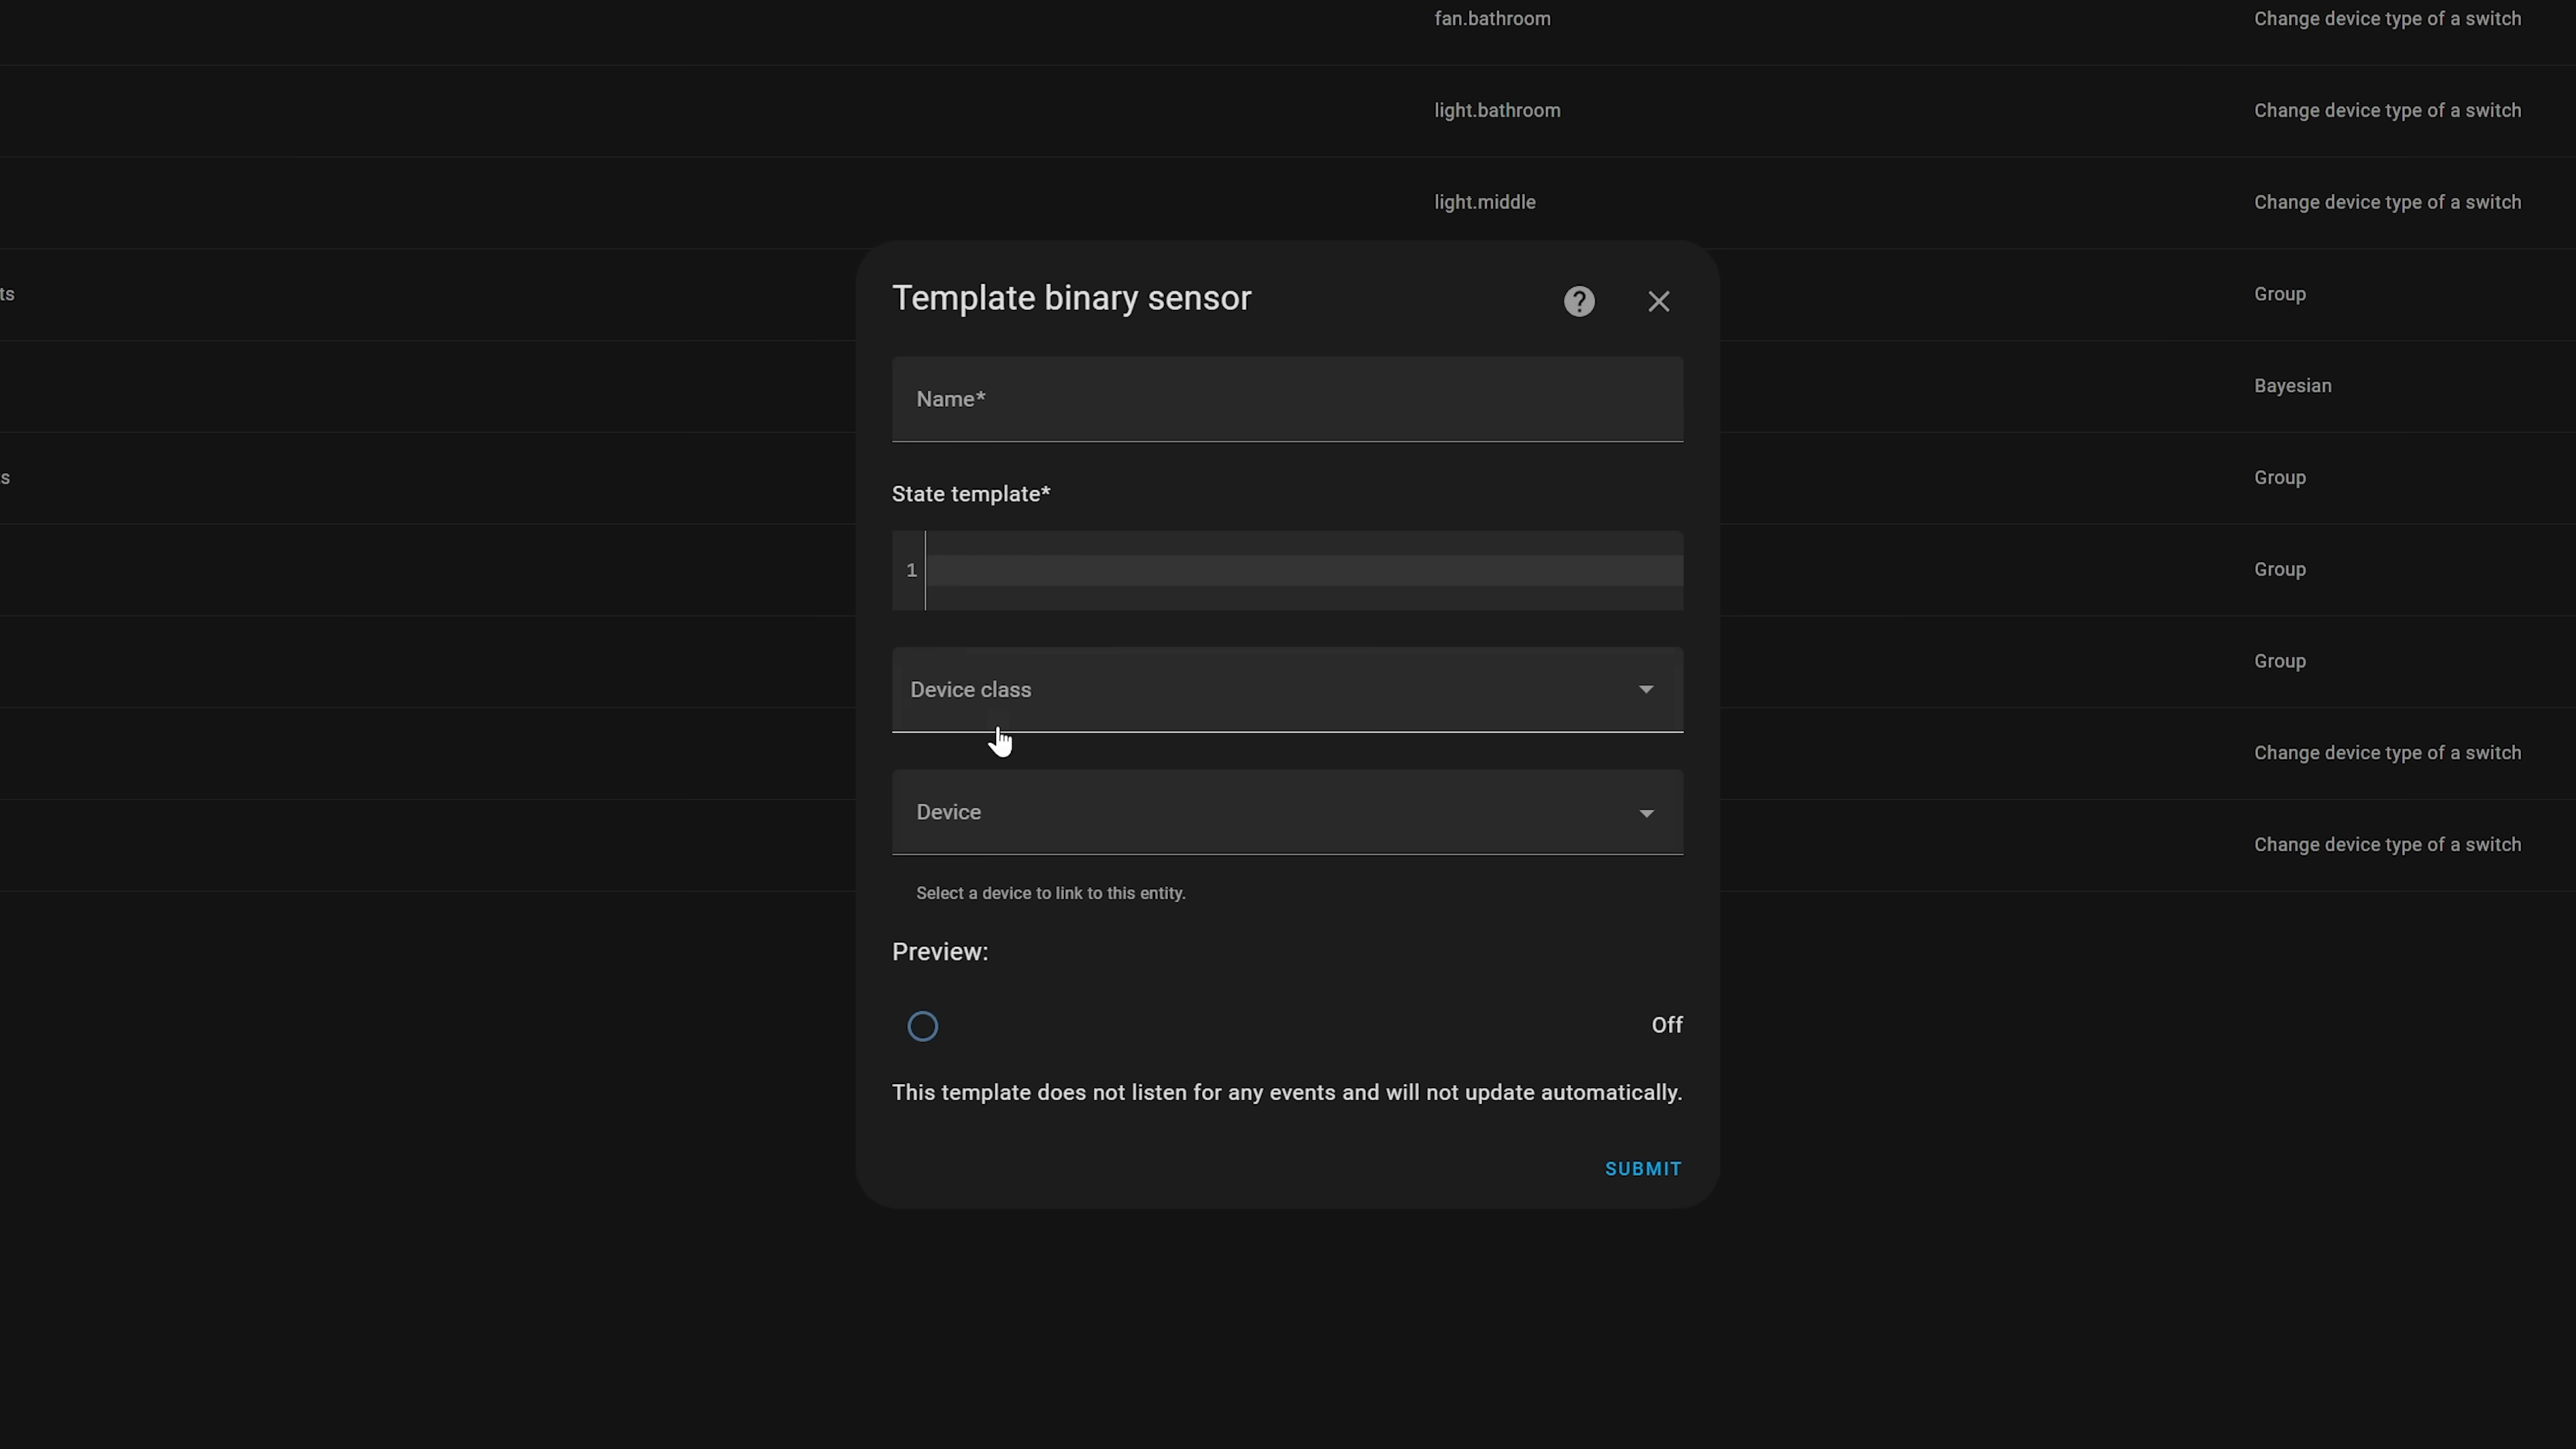 fan.bathroom Change device type of a switch
light.bathroom Change device type of a switch
light.middle Change device type of a switch
Template binary sensor
ts Group
Name*
Bayesian
s Group
State template*
1
Group
Device class
Group
Change device type of a switch
Device
Change device type of a switch
Select a device to link to this entity.
Preview:
Off
This template does not listen for any events and will not update automatically.
SUBMIT